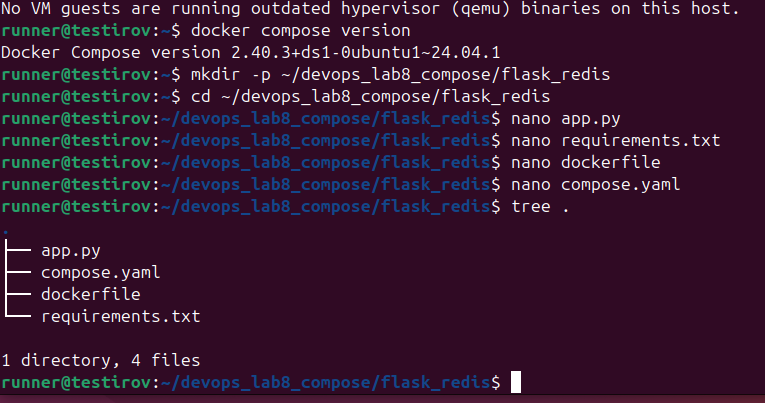 No VM guests are running outdated hypervisor (qemu) binaries on this host.
runner@testirov:~$ docker compose version
Docker Compose version 2.40.3+ds1-0ubuntu1~24.04.1
runner@testirov:~$ mkdir -p ~/devops_lab8_compose/flask_redis
runner@testirov:~$ cd ~/devops_lab8_compose/flask_redis
runner@testirov:~/devops_lab8_compose/flask_redis$ nano app.py
runner@testirov:~/devops_lab8_compose/flask_redis$ nano requirements.txt
runner@testirov:~/devops_lab8_compose/flask_redis$ nano dockerfile
runner@testirov:~/devops_lab8_compose/flask_redis$ nano compose.yaml
runner@testirov:~/devops_lab8_compose/flask_redis$ tree .
.
├── app.py
├── compose.yaml
├── dockerfile
└── requirements.txt
1 directory, 4 files
runner@testirov:~/devops_lab8_compose/flask_redis$